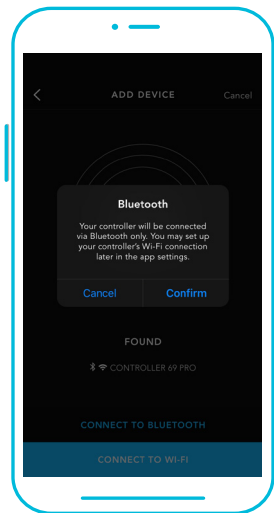 ADD DEVICE Cancel
Bluetooth
Your controller will be connected
via Bluetooth only. You may set up
your controller's Wi-Fi connection
later in the app settings.
Cancel Confirm
FOUND
CONTROLLER 69 PRO
CONNECT TO BLUETOOTH
CONNECT TO WI-FI